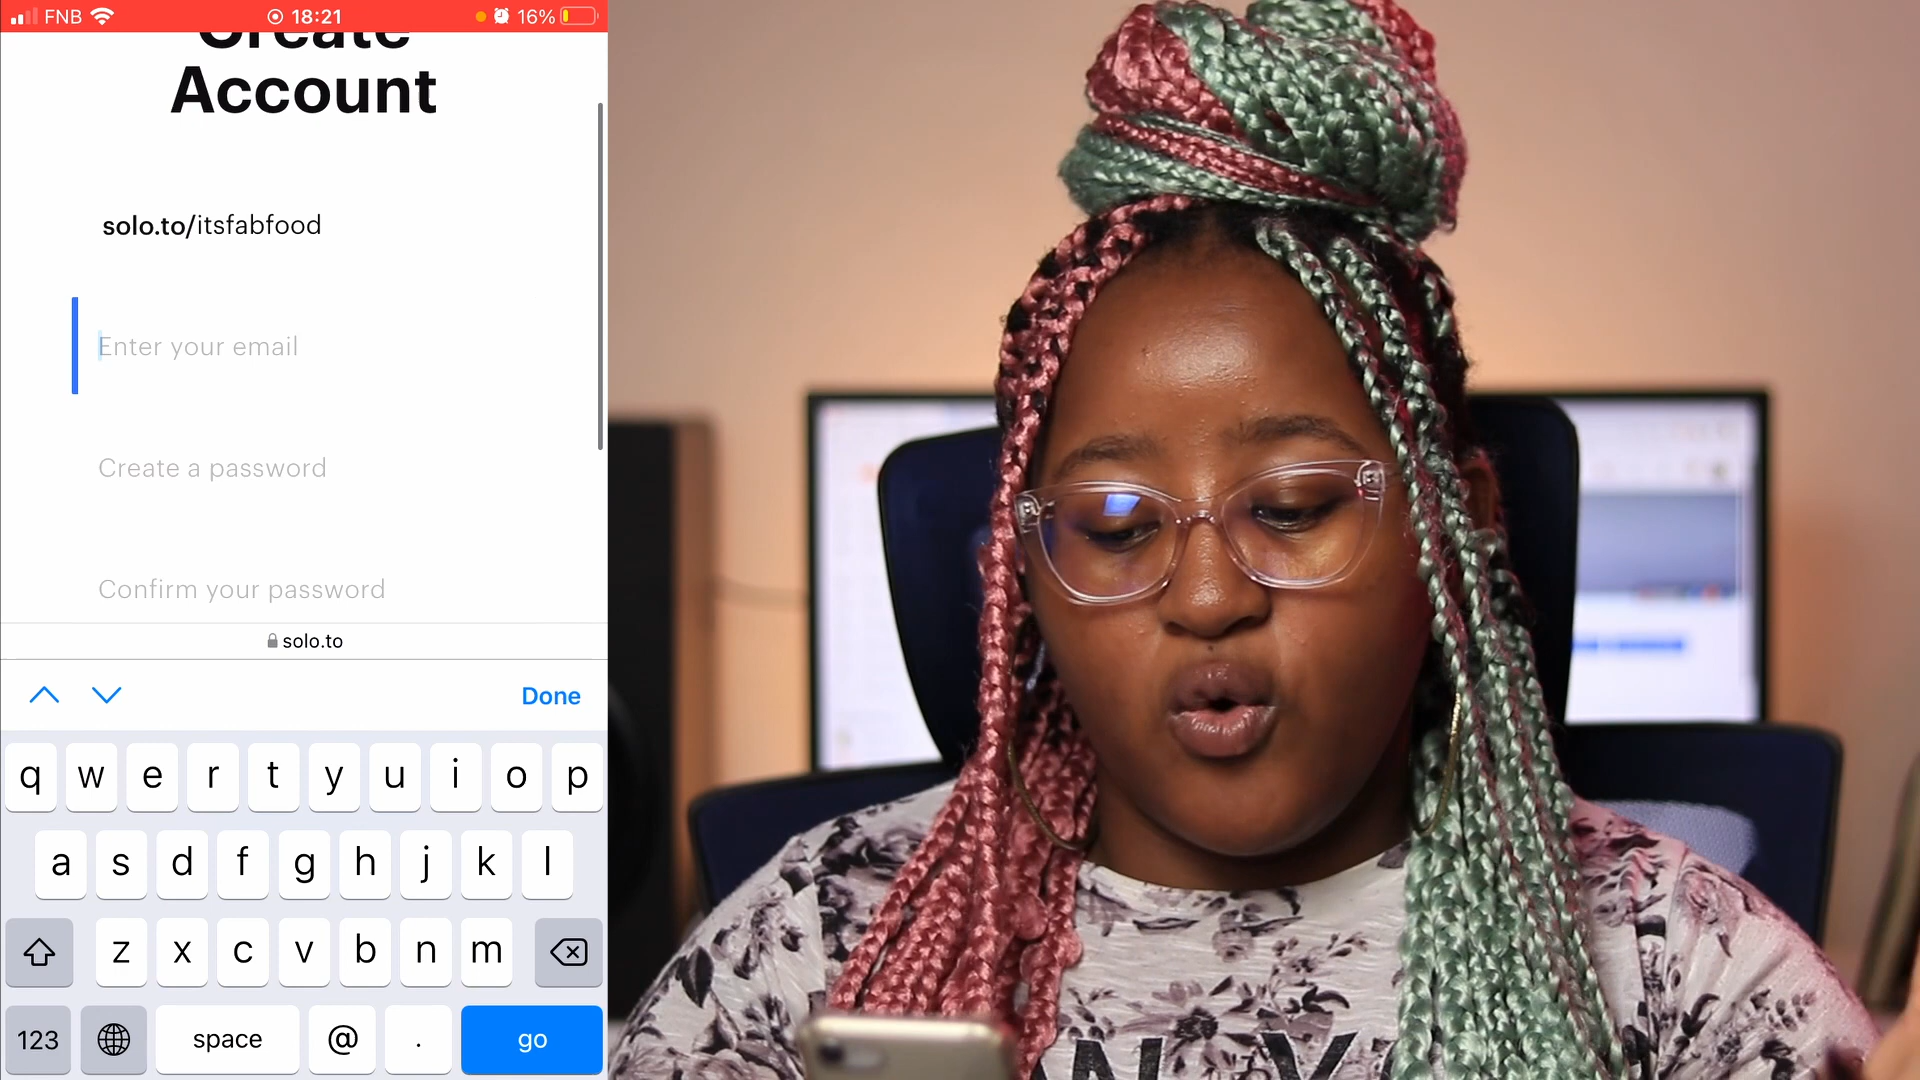 FNB 18:21 16%
Create
Account
solo.to/itsfabfood
Enter your email
Create a password
Confirm your password
solo.to
Done
q w e r t y u i o p
a s d f g h j k l
z x c v b n m
123 space @ . go